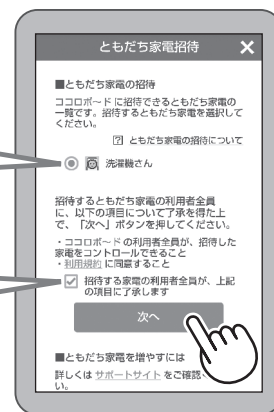 ともだち家電招待 ×
■ともだち家電の招待
ココロボードに招待できるともだち家電の
一覧です。招待するともだち家電を選択して
ください。
? ともだち家電の招待について
洗濯機さん
招待するともだち家電の利用者全員
に、以下の項目について了承を得た上
で、「次へ」ボタンを押してください。
・ココロボードの利用者全員が、招待した
家電をコントロールできること
・利用規約に同意すること
招待する家電の利用者全員が、上記
の項目に了承します
次へ
■ともだち家電を増やすには
詳しくは サポートサイト をご確認く
い。